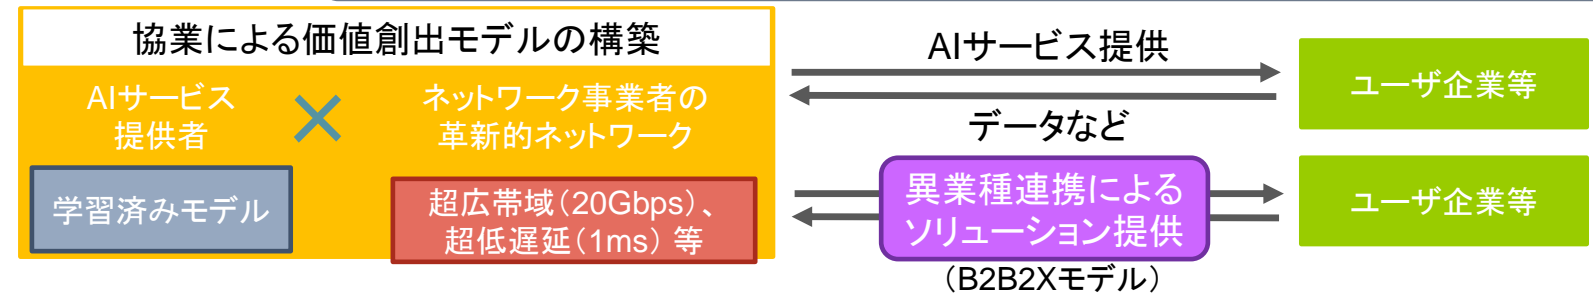 協業による価値創出モデルの構築
AIサービス
提供者
×
ネットワーク事業者の
革新的ネットワーク
学習済みモデル
超広帯域(20Gbps)、
超低遅延(1ms) 等
AIサービス提供
データなど
異業種連携による
ソリューション提供
(B2B2Xモデル)
ユーザ企業等
ユーザ企業等